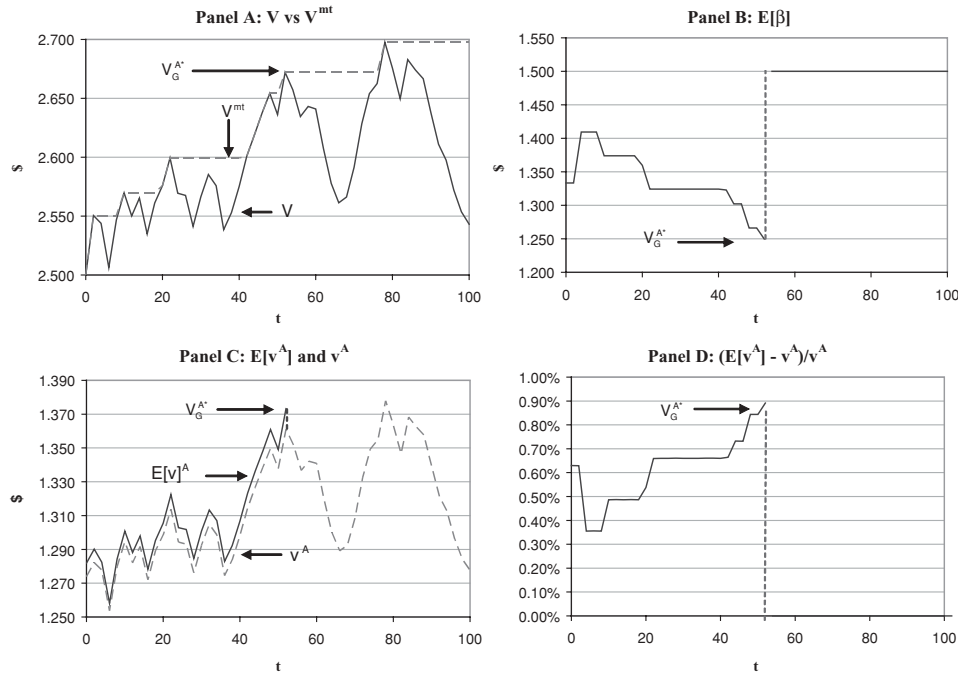 Panel A: V vs V^mt
2.700
2.650
2.600
2.550
2.500
$
V_G^A*
V^mt
V
0 20 40 60 80 100
t
Panel B: E[β]
1.550
1.500
1.450
1.400
1.350
1.300
1.250
1.200
$
V_G^A*
0 20 40 60 80 100
t
Panel C: E[v^A] and v^A
1.390
1.370
1.350
1.330
1.310
1.290
1.270
1.250
$
V_G^A*
E[v]^A
v^A
0 20 40 60 80 100
t
Panel D: (E[v^A] - v^A)/v^A
1.00%
0.90%
0.80%
0.70%
0.60%
0.50%
0.40%
0.30%
0.20%
0.10%
0.00%
V_G^A*
0 20 40 60 80 100
t